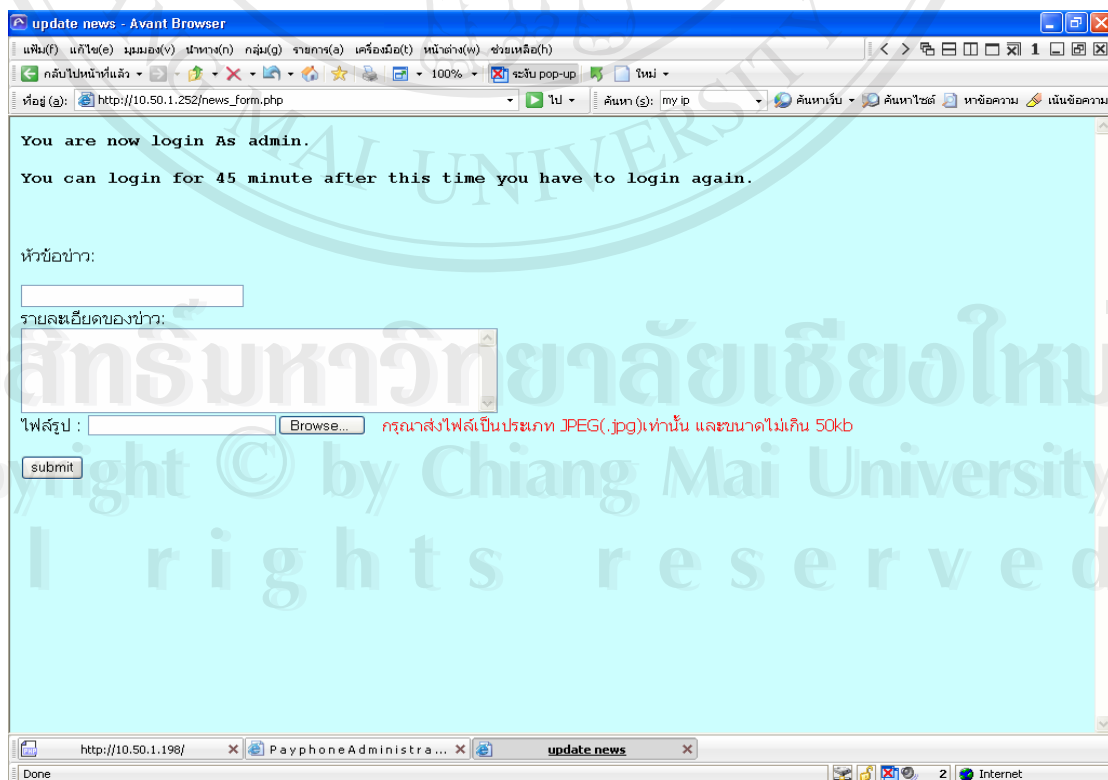 update news - Avant Browser
แฟ้ม(f) แก้ไข(e) มุมมอง(v) นำทาง(n) กลุ่ม(g) รายการ(a) เครื่องมือ(t) หน้าต่าง(w) ช่วยเหลือ(h) 1
กลับไปหน้าที่แล้ว 100% ระงับ pop-up ใหม่
ที่อยู่ (a): http://10.50.1.252/news_form.php ไป ค้นหา (s): my ip ค้นหาเว็บ ค้นหาไซต์ หาข้อความ เน้นข้อความ
You are now login As admin.
You can login for 45 minute after this time you have to login again.
หัวข้อข่าว:
รายละเอียดของข่าว:
ไฟล์รูป : Browse... กรุณาส่งไฟล์เป็นประเภท JPEG(.jpg)เท่านั้น และขนาดไม่เกิน 50kb
submit
MAI UNIVERSITY
สิทธิ์มหาวิทยาลัยเชียงใหม่
yright © by Chiang Mai University
l rights reserved
http://10.50.1.198/ PayphoneAdministra... update news
Done 2 Internet